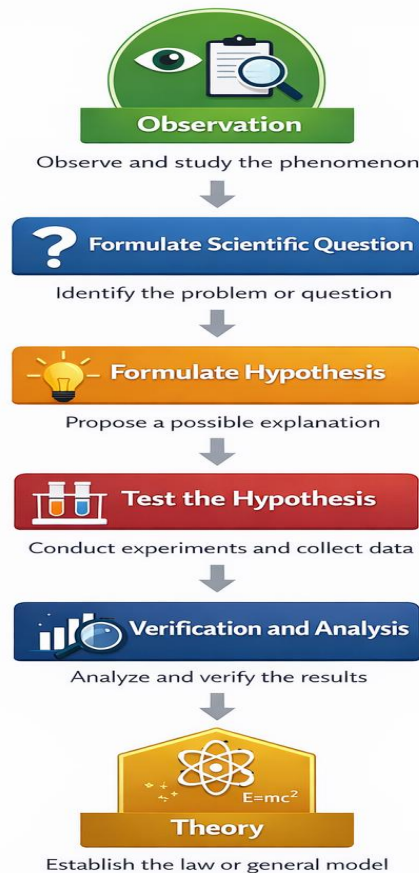 Observation
Observe and study the phenomenon
? Formulate Scientific Question
Identify the problem or question
Formulate Hypothesis
Propose a possible explanation
Test the Hypothesis
Conduct experiments and collect data
Verification and Analysis
Analyze and verify the results
E=mc²
Theory
Establish the law or general model